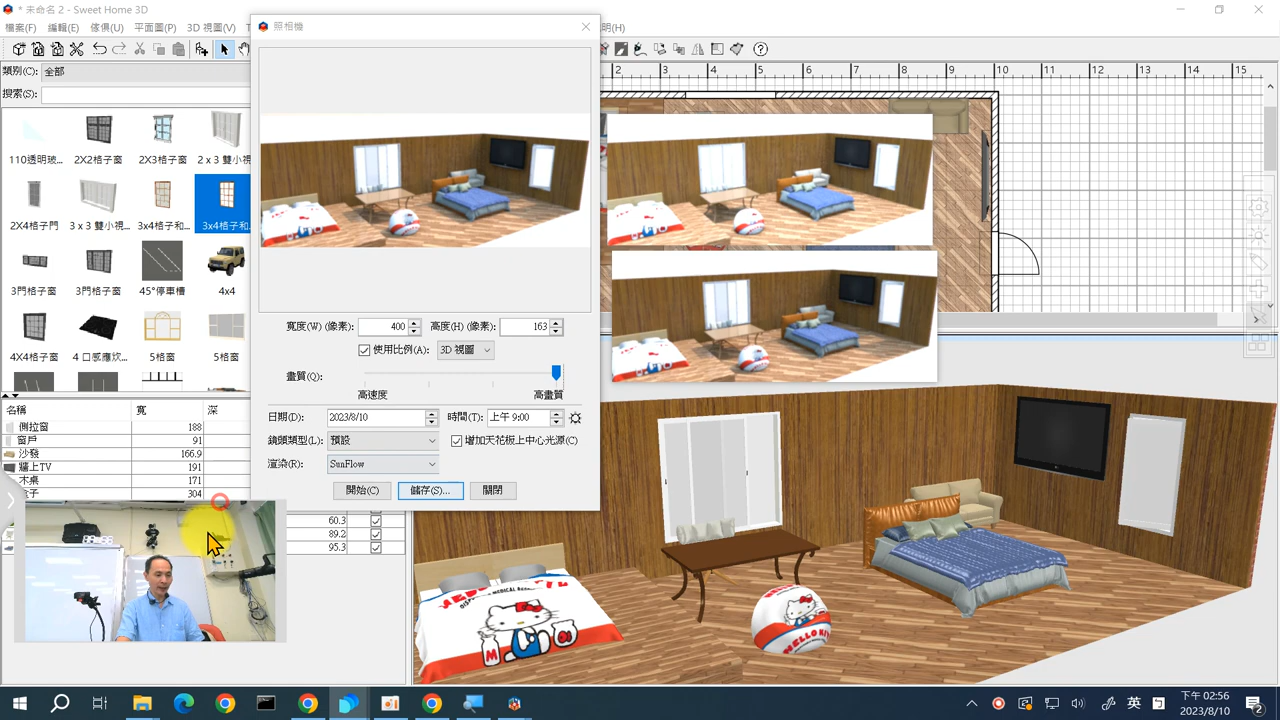 * 未命名 2 - Sweet Home 3D
檔案(F) 編輯(E) 傢俱(U) 平面圖(P) 3D 視圖(V)
明(H)
照相機
類別(C): 全部
搜索(S):
2 3 4 5 6 7 8 9 10 11 12 13 14 15
110透明玻... 2X2格子窗 2X3格子窗 2 x 3 雙小視
2X4格子門 3 x 3 雙小視... 3x4格子和... 3x4格子和
3門格子窗 3門格子窗 45°停車槽 4x4
4X4格子窗 4 口感應炊... 5格窗 5格窗
寬度(W) (像素): 400 高度(H) (像素): 163
使用比例(A): 3D 視圖
畫質(Q):
高速度 高畫質
日期(D): 2023/8/10 時間(T): 上午 9:00
鏡頭類型(L): 預設 增加天花板上中心光源(C)
渲染(R): SunFlow
開始(C) 儲存(S)... 關閉
名稱 寬 深
側拉窗 188
窗戶 91
沙發 166.9
牆上TV 191
木桌 171
304
60.3
89.2
95.3
HELLO KITTY
M
英
下午 02:56
2023/8/10
2